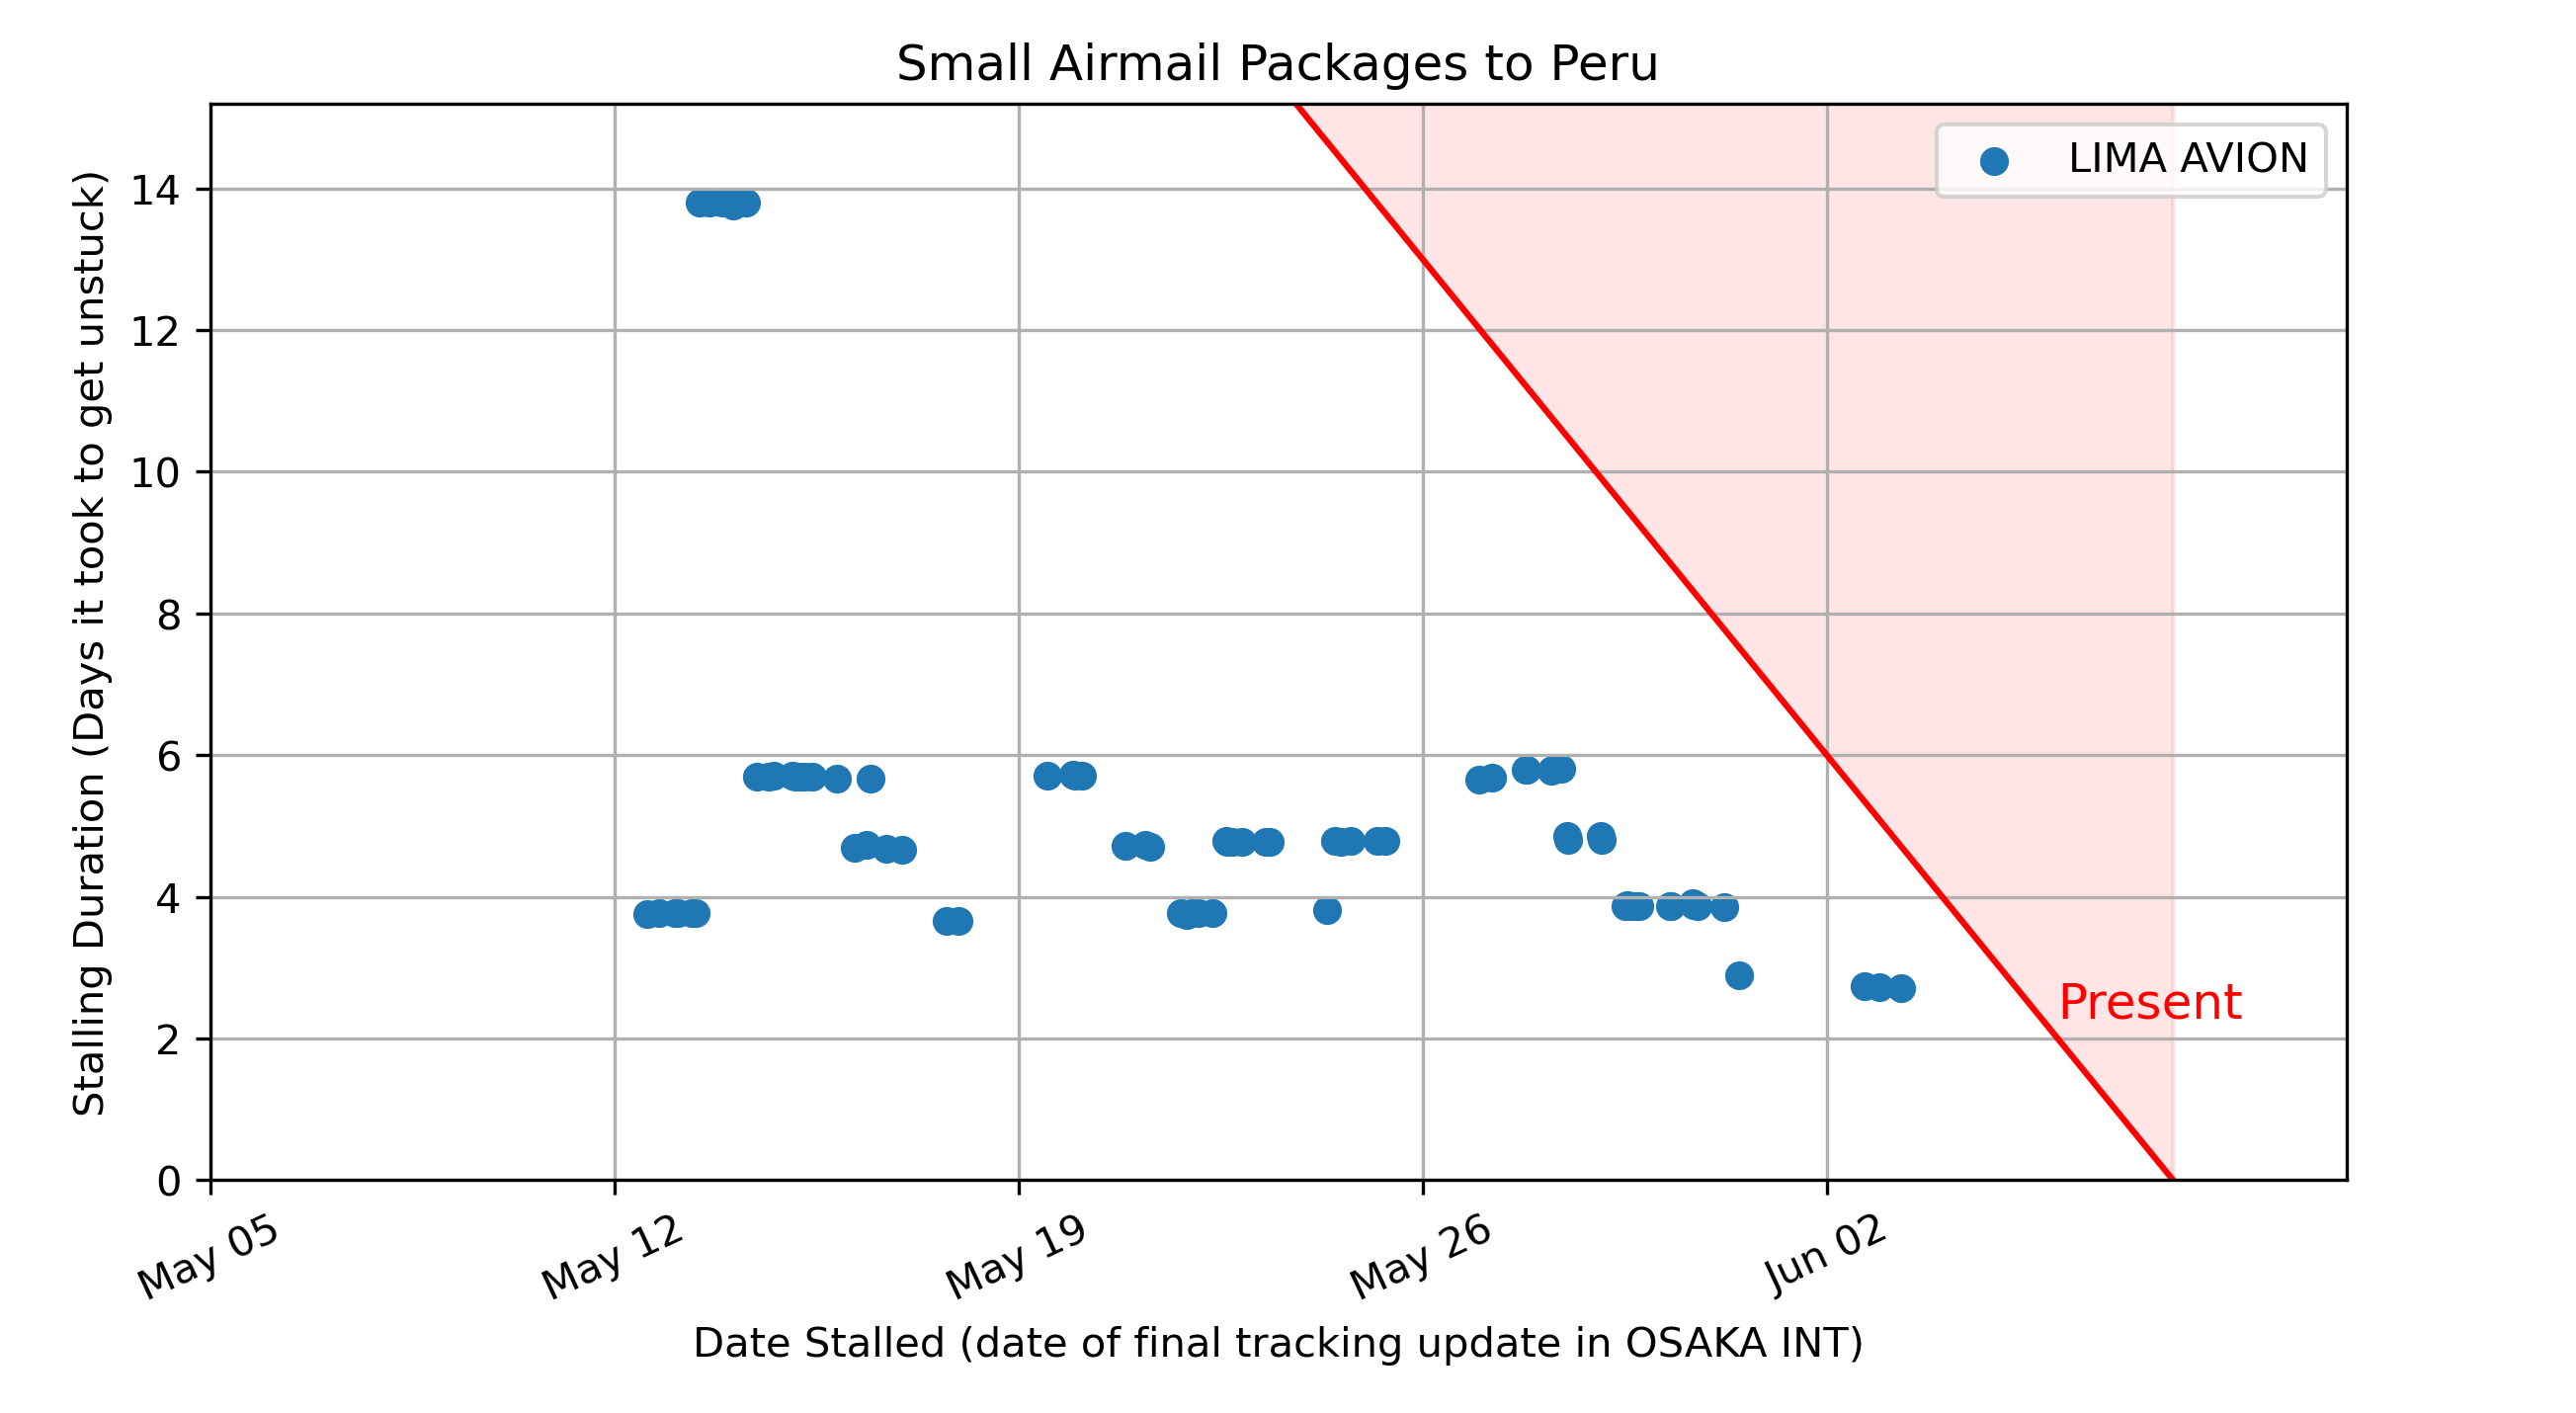 Small Airmail Packages to Peru
LIMA AVION
Stalling Duration (Days it took to get unstuck)
14
12
10
8
6
4
2
0
Present
May 05
May 12
May 19
May 26
Jun 02
Date Stalled (date of final tracking update in OSAKA INT)